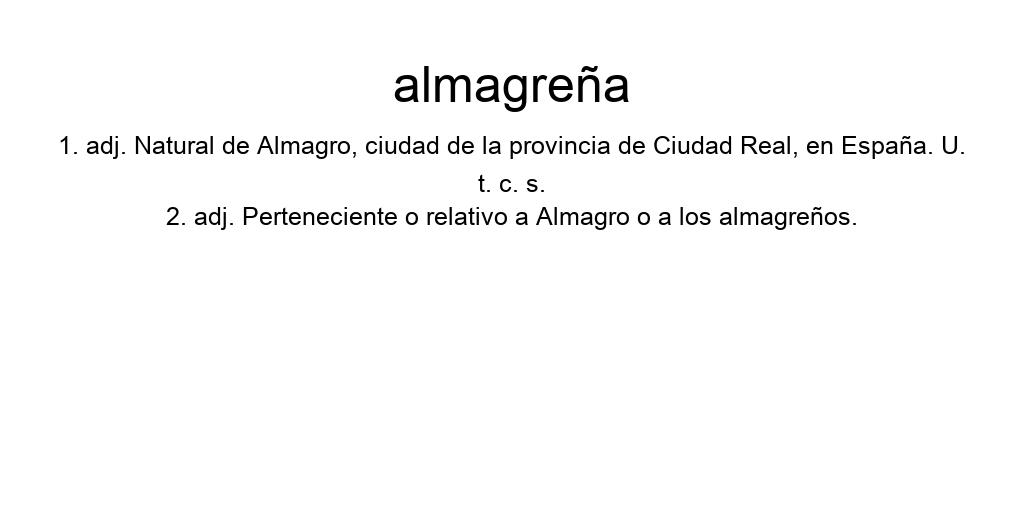 almagreña
1. adj. Natural de Almagro, ciudad de la provincia de Ciudad Real, en España. U.
t. c. s.
2. adj. Perteneciente o relativo a Almagro o a los almagreños.